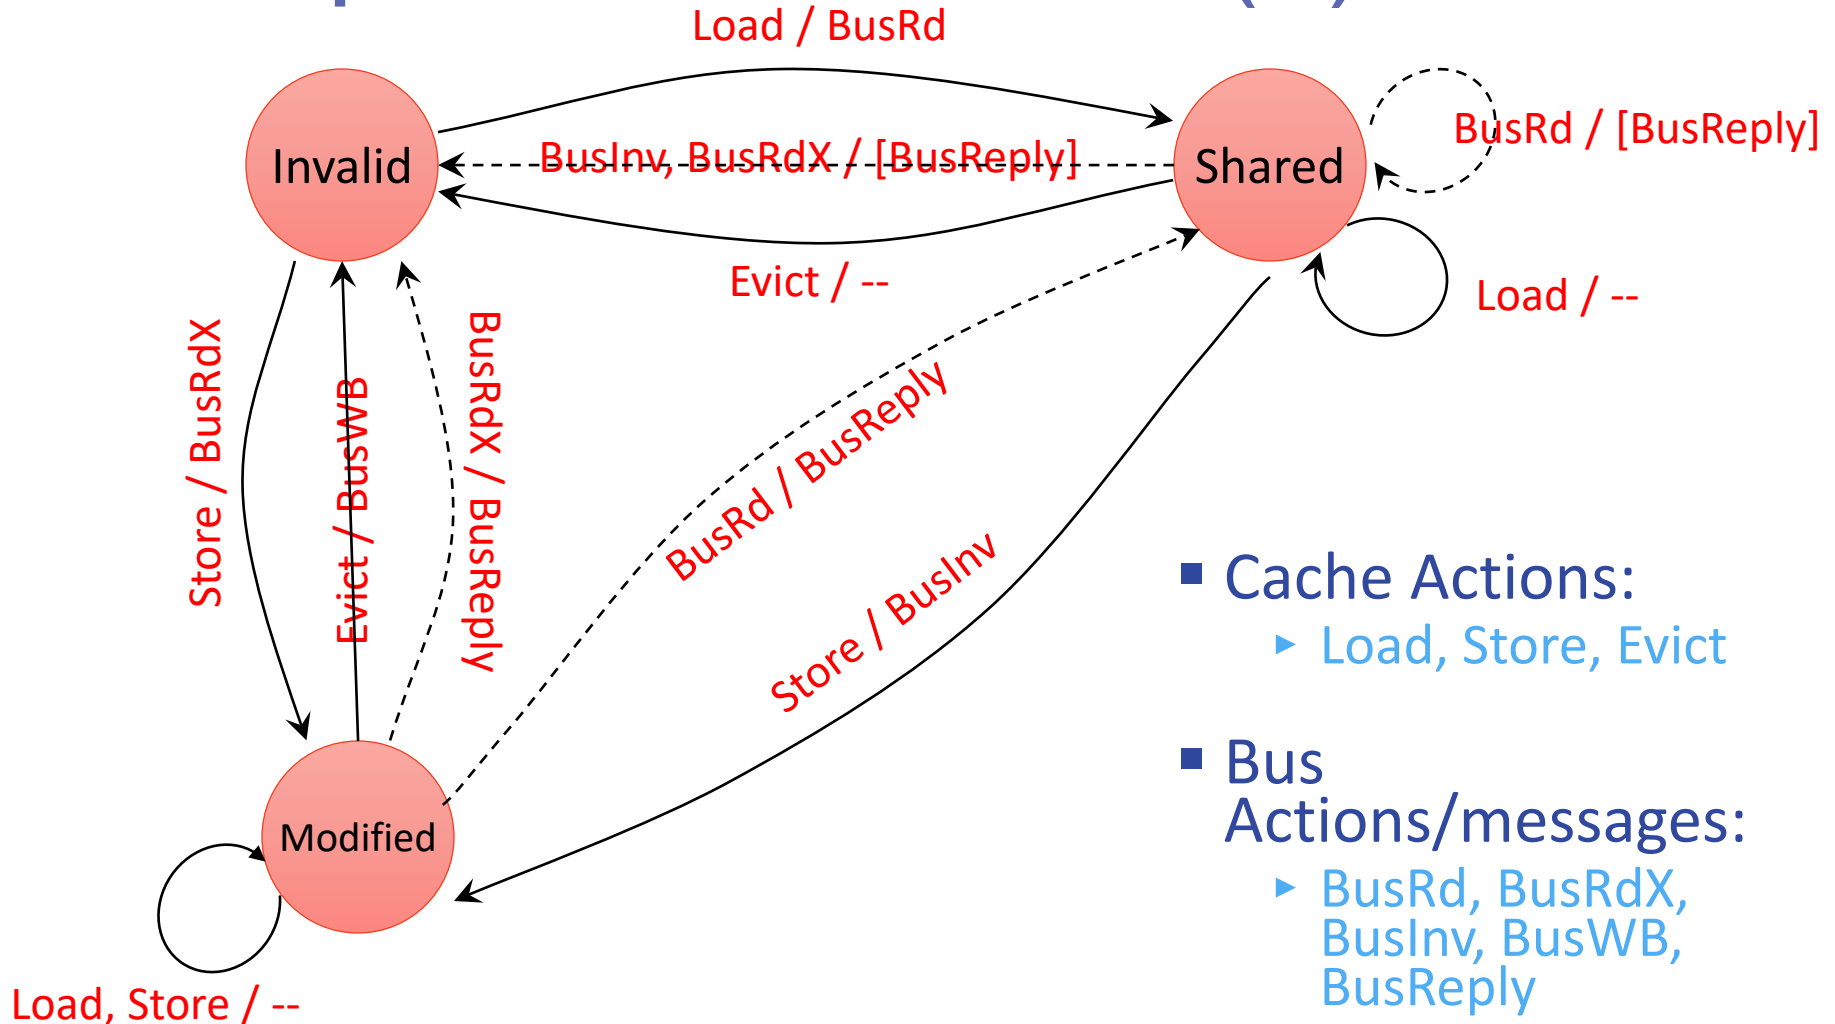 Load / BusRd
Invalid
BusInv, BusRdX / [BusReply]
Shared
BusRd / [BusReply]
Evict / --
Load / --
Store / BusRdX
Evict / BusWB
BusRdX / BusReply
BusRd / BusReply
Store / BusInv
Modified
Load, Store / --
▪ Cache Actions:
▸ Load, Store, Evict
▪ Bus
Actions/messages:
▸ BusRd, BusRdX,
BusInv, BusWB,
BusReply